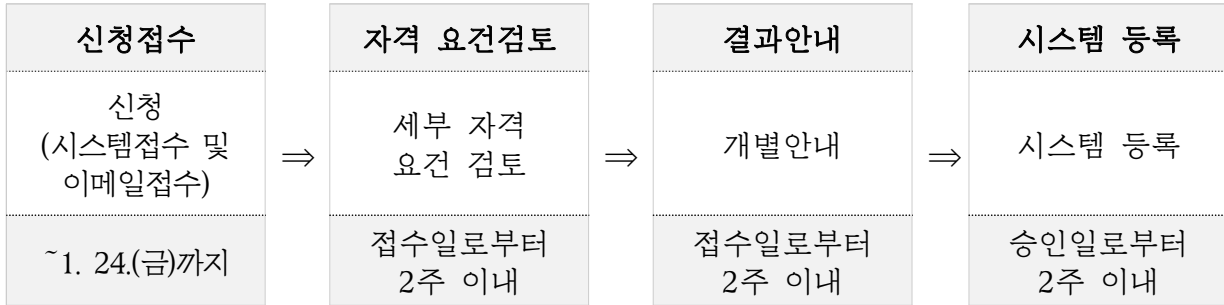 신청접수
신청
(시스템접수 및
이메일접수)
~1. 24.(금)까지
⇒
자격 요건검토
세부 자격
요건 검토
접수일로부터
2주 이내
⇒
결과안내
개별안내
접수일로부터
2주 이내
⇒
시스템 등록
시스템 등록
승인일로부터
2주 이내